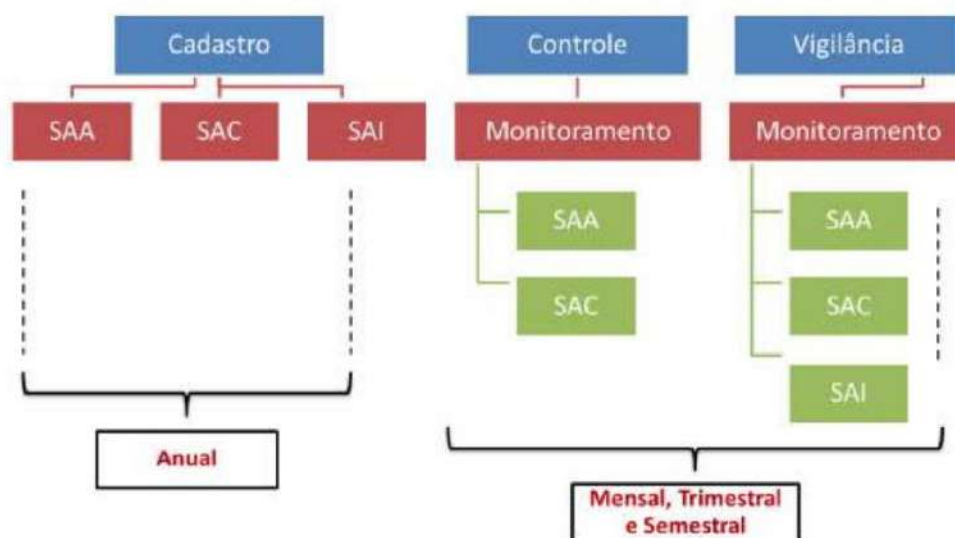 Cadastro
SAA
SAC
SAI
Anual
Controle
Monitoramento
SAA
SAC
Vigilância
Monitoramento
SAA
SAC
SAI
Mensal, Trimestral
e Semestral